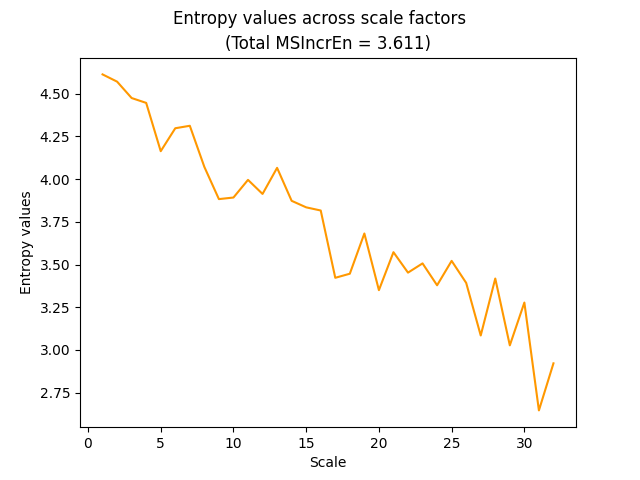 Entropy values across scale factors
(Total MSIncrEn = 3.611)
4.50
4.25
4.00
3.75
3.50
3.25
3.00
2.75
Entropy values
0 5 10 15 20 25 30
Scale